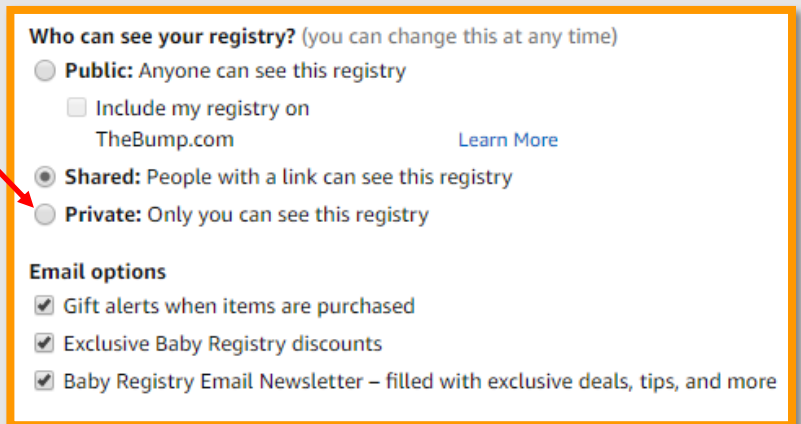 Who can see your registry? (you can change this at any time)
Public: Anyone can see this registry
Include my registry on
TheBump.com Learn More
Shared: People with a link can see this registry
Private: Only you can see this registry
Email options
Gift alerts when items are purchased
Exclusive Baby Registry discounts
Baby Registry Email Newsletter – filled with exclusive deals, tips, and more